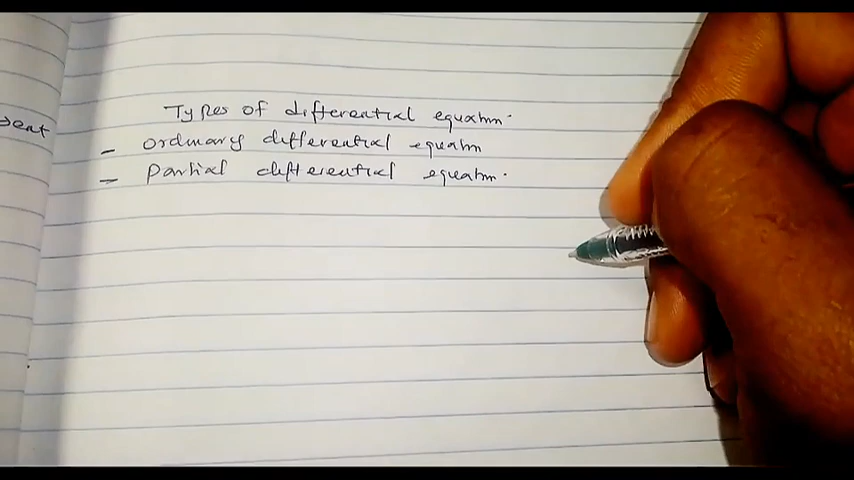 Types of differential equatn.
- ordinary differential equatn
- Partial differential equatn.